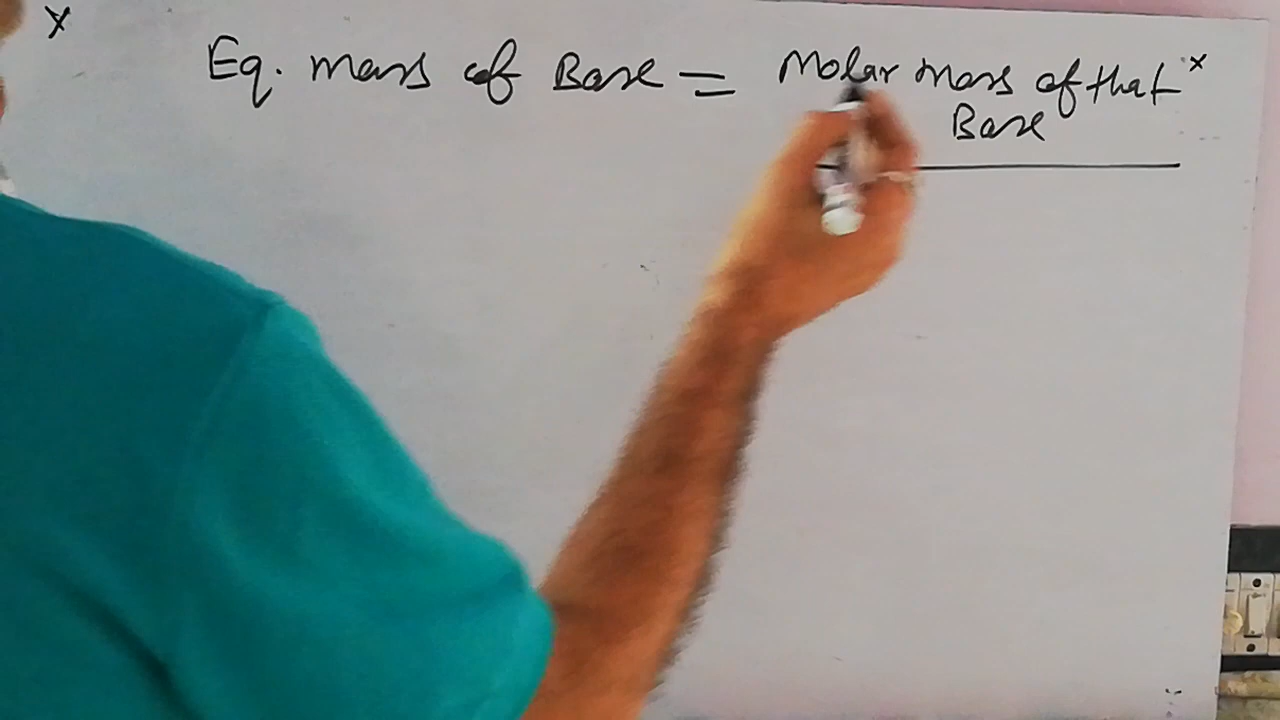 x
Eq. mass of Base = Molar mass of that x
Base